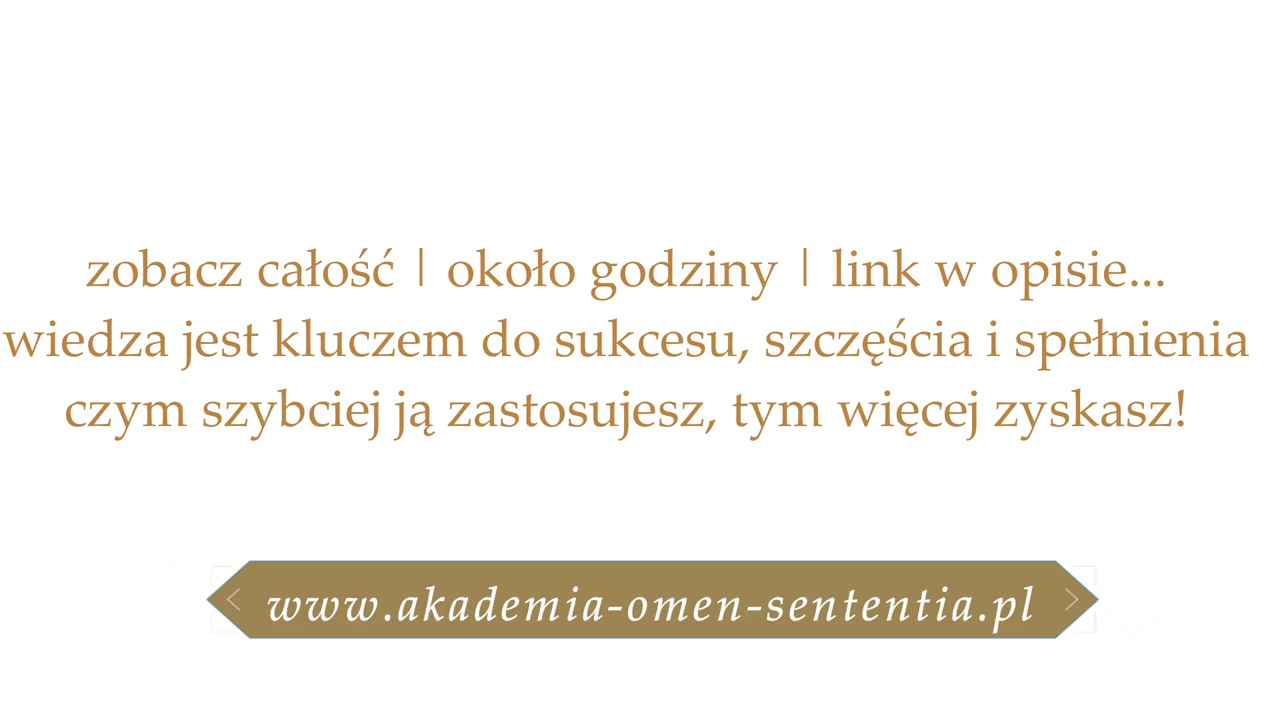 zobacz całość | około godziny | link w opisie...
wiedza jest kluczem do sukcesu, szczęścia i spełnienia
czym szybciej ją zastosujesz, tym więcej zyskasz!
www.akademia-omen-sententia.pl